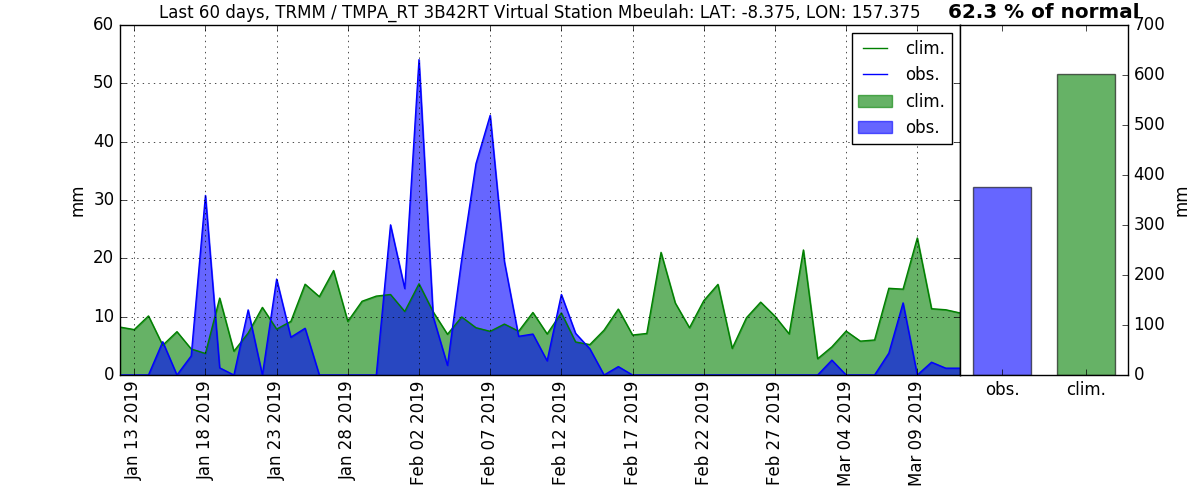 Last 60 days, TRMM / TMPA_RT 3B42RT Virtual Station Mbeulah: LAT: -8.375, LON: 157.375
62.3 % of normal
60
50
40
30
20
10
0
mm
clim.
obs.
clim.
obs.
Jan 13 2019
Jan 18 2019
Jan 23 2019
Jan 28 2019
Feb 02 2019
Feb 07 2019
Feb 12 2019
Feb 17 2019
Feb 22 2019
Feb 27 2019
Mar 04 2019
Mar 09 2019
700
600
500
400
300
200
100
0
mm
obs.
clim.